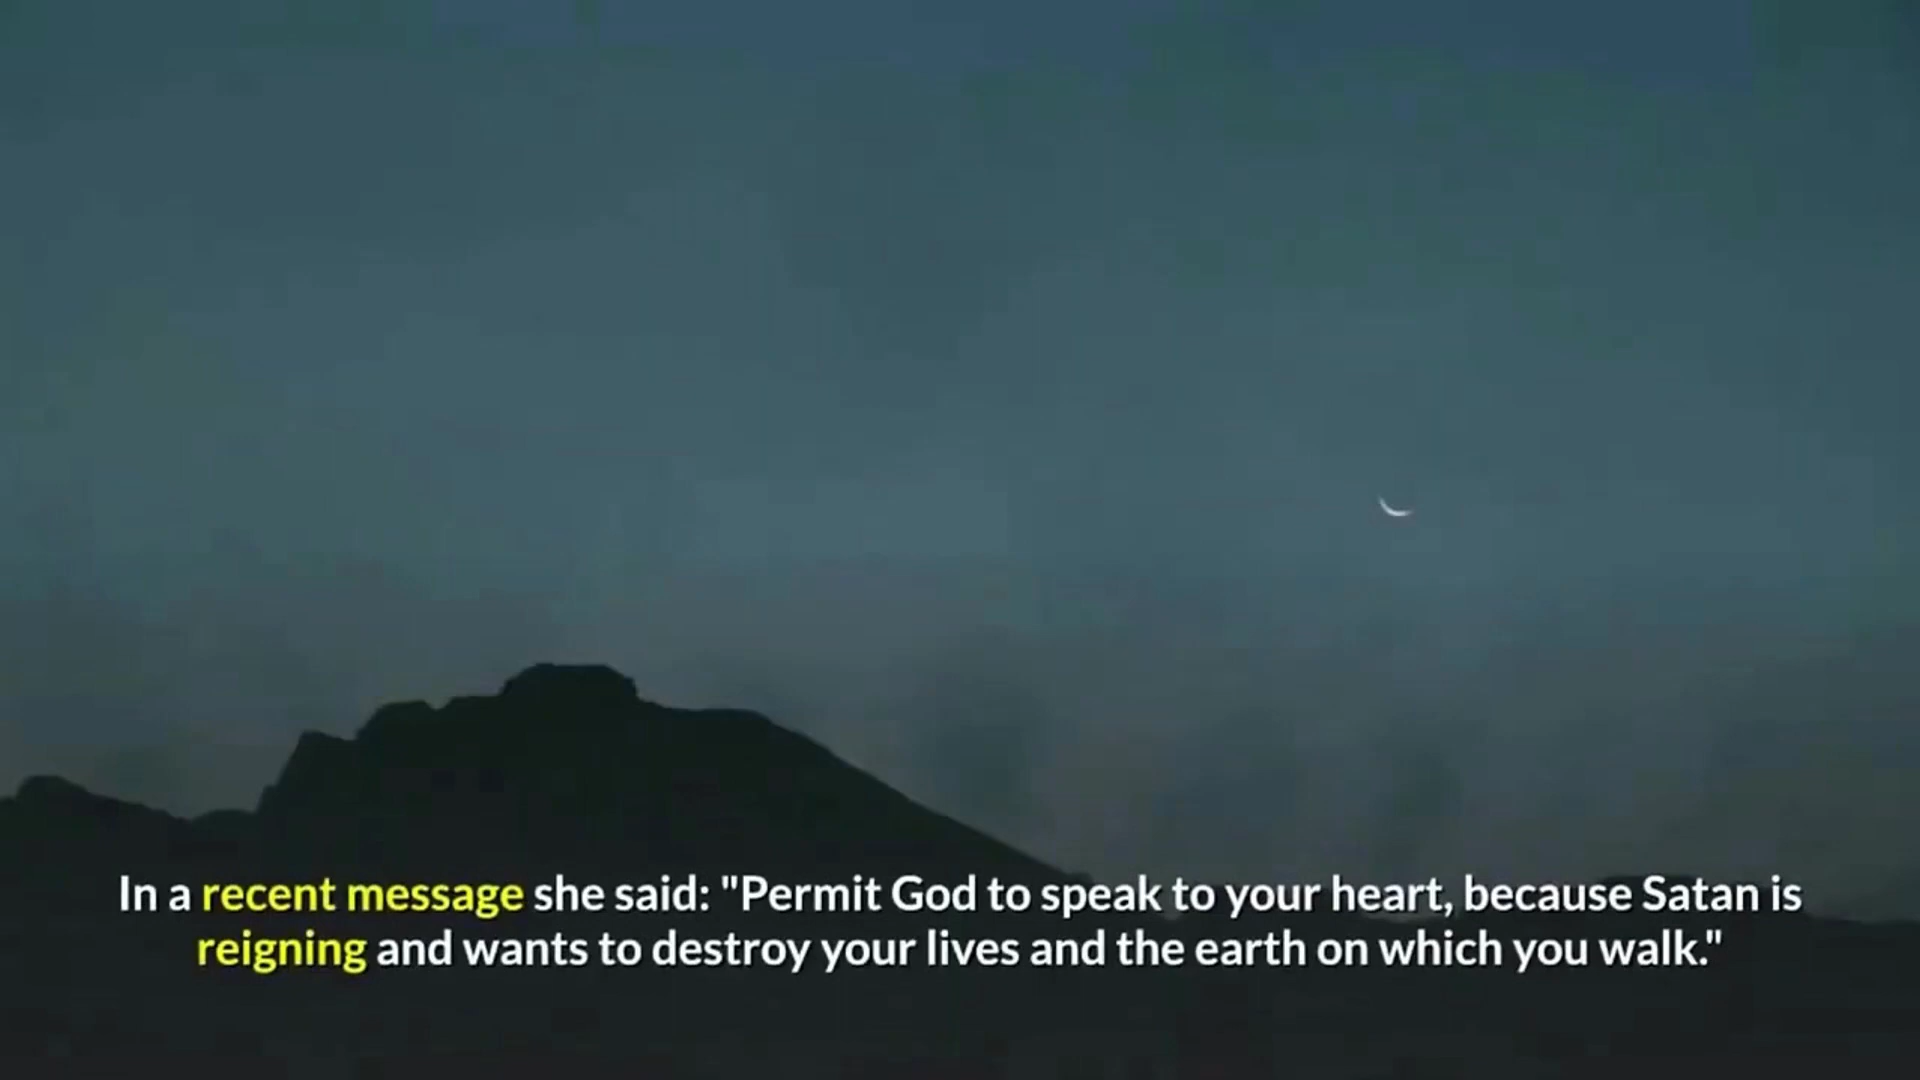 In a recent message she said: "Permit God to speak to your heart, because Satan is
reigning and wants to destroy your lives and the earth on which you walk."